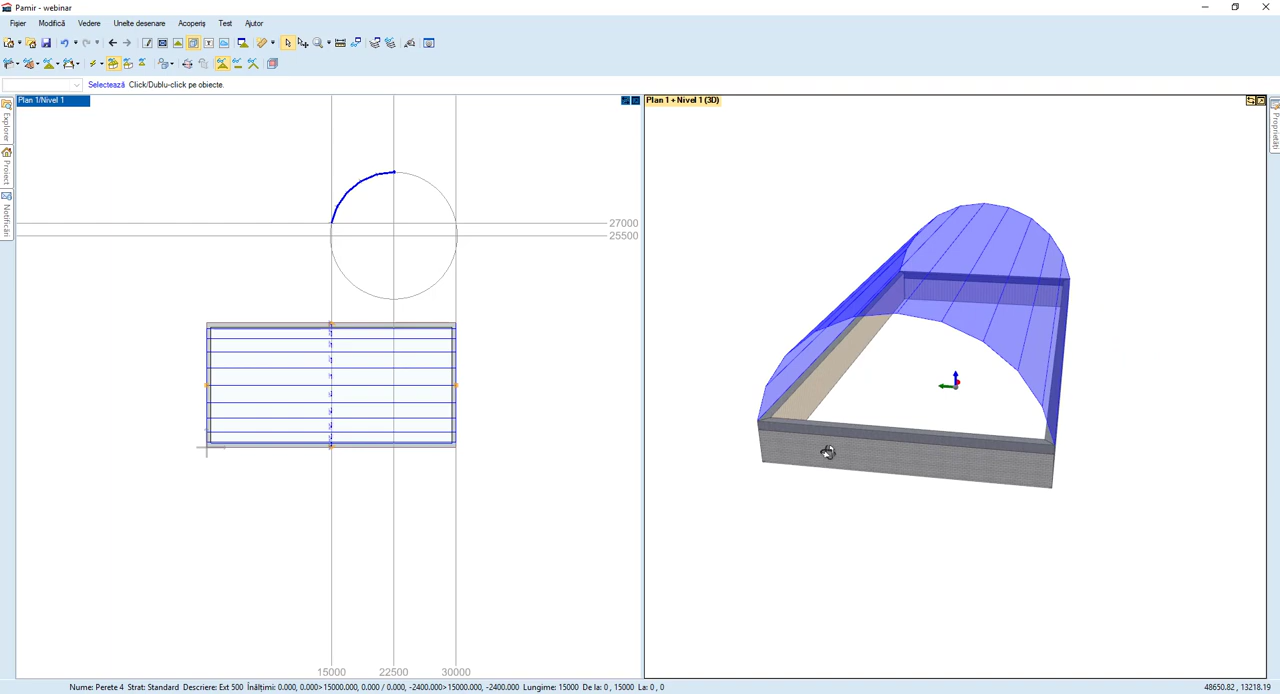 Pamir - webinar
Fișier Modifică Vedere Unelte desenare Acoperiș Test Ajutor
Selectează Click/Dublu-click pe obiecte.
Plan 1/Nivel 1
Plan 1 + Nivel 1 (3D)
Explorer
Proiect
Notificări
Proprietăți
27000
25500
15000 22500 30000
Nume: Perete 4 Strat: Standard Descriere: Ext 500 Înălțimi: 0.000, 0.000>15000.000, 0.000 / 0.000, -2400.000>15000.000, -2400.000 Lungime: 15000 De la: 0 , 15000 La: 0 , 0
48650.82 , 13218.19